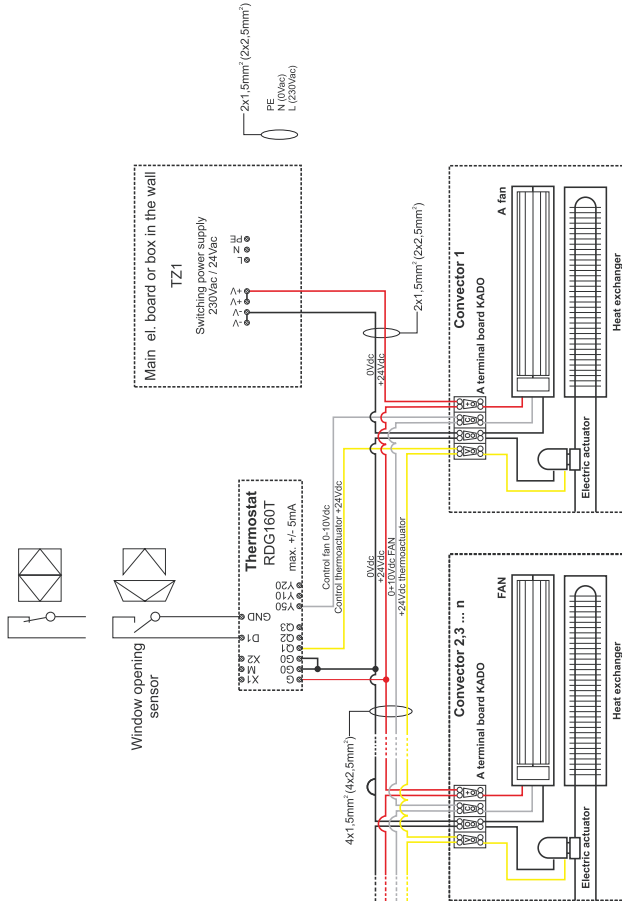 2x1,5mm² (2x2,5mm²)
PE
N (0Vac)
L (230Vac)
Main el. board or box in the wall
TZ1
Switching power supply
230Vac / 24Vac
L
N
PE
+V
+V
-V
-V
2x1,5mm² (2x2,5mm²)
0Vdc
+24Vdc
Convector 1
A terminal board KADO
A fan
Heat exchanger
Electric actuator
Window opening
sensor
Thermostat
RDG160T
max. +/- 5mA
X1
M
X2
D1
GND
G
G0
G0
Q1
Q2
Q3
Y50
Y10
Y20
Control fan 0-10Vdc
Control thermoactuator +24Vdc
0Vdc
+24Vdc
0+10Vdc FAN
+24Vdc thermoactuator
4x1,5mm² (4x2,5mm²)
Convector 2,3 ... n
A terminal board KADO
FAN
Heat exchanger
Electric actuator